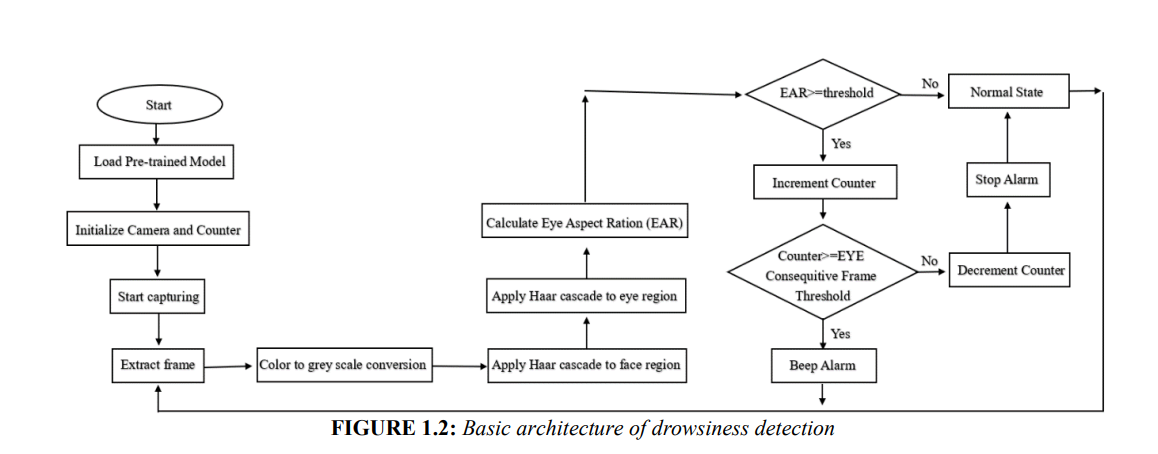 Start
Load Pre-trained Model
Initialize Camera and Counter
Start capturing
Extract frame
Color to grey scale conversion
Apply Haar cascade to face region
Apply Haar cascade to eye region
Calculate Eye Aspect Ration (EAR)
EAR>=threshold
No
Normal State
Yes
Increment Counter
Stop Alarm
Counter>=EYE
Consequitive Frame
Threshold
No
Decrement Counter
Yes
Beep Alarm
FIGURE 1.2: Basic architecture of drowsiness detection